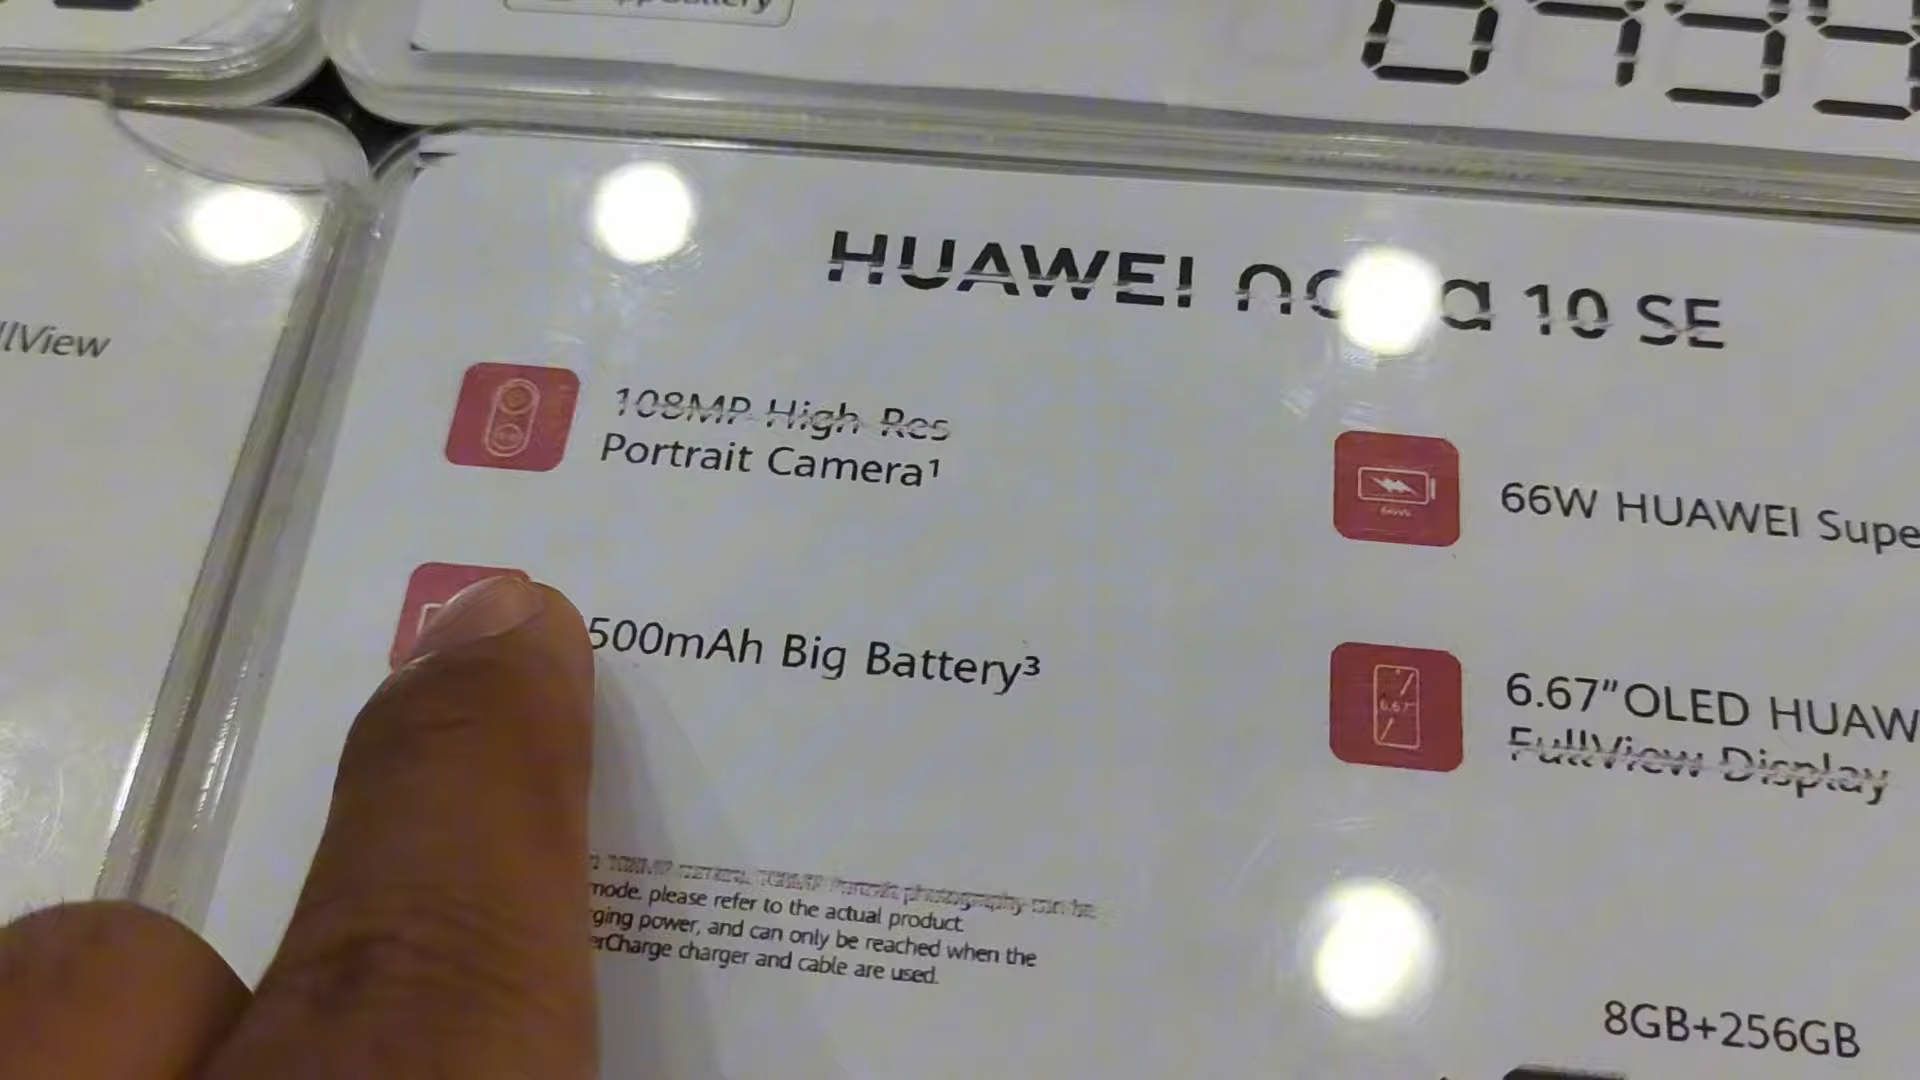 HUAWEI nova 10 SE
108MP High-Res
Portrait Camera¹
66W HUAWEI Supe
500mAh Big Battery³
6.67"OLED HUAW
FullView Display
llView
mode, please refer to the actual product.
ging power, and can only be reached when the
erCharge charger and cable are used.
8GB+256GB